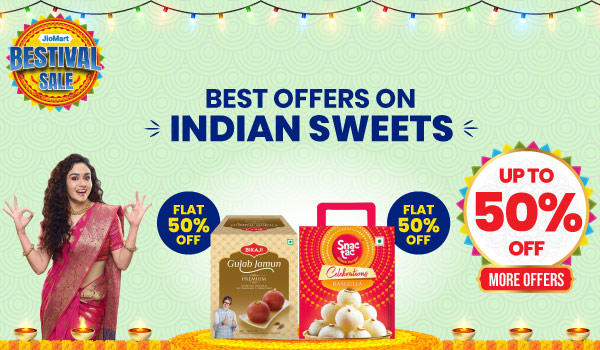 JioMart
BESTIVAL
SALE
BEST OFFERS ON
INDIAN SWEETS
FLAT
50%
OFF
BIKAJI
Gulab Jamun
PREMIUM
Snac
tac
Celebrations
RASGULLA
FLAT
50%
OFF
UP TO
50%
OFF
MORE OFFERS